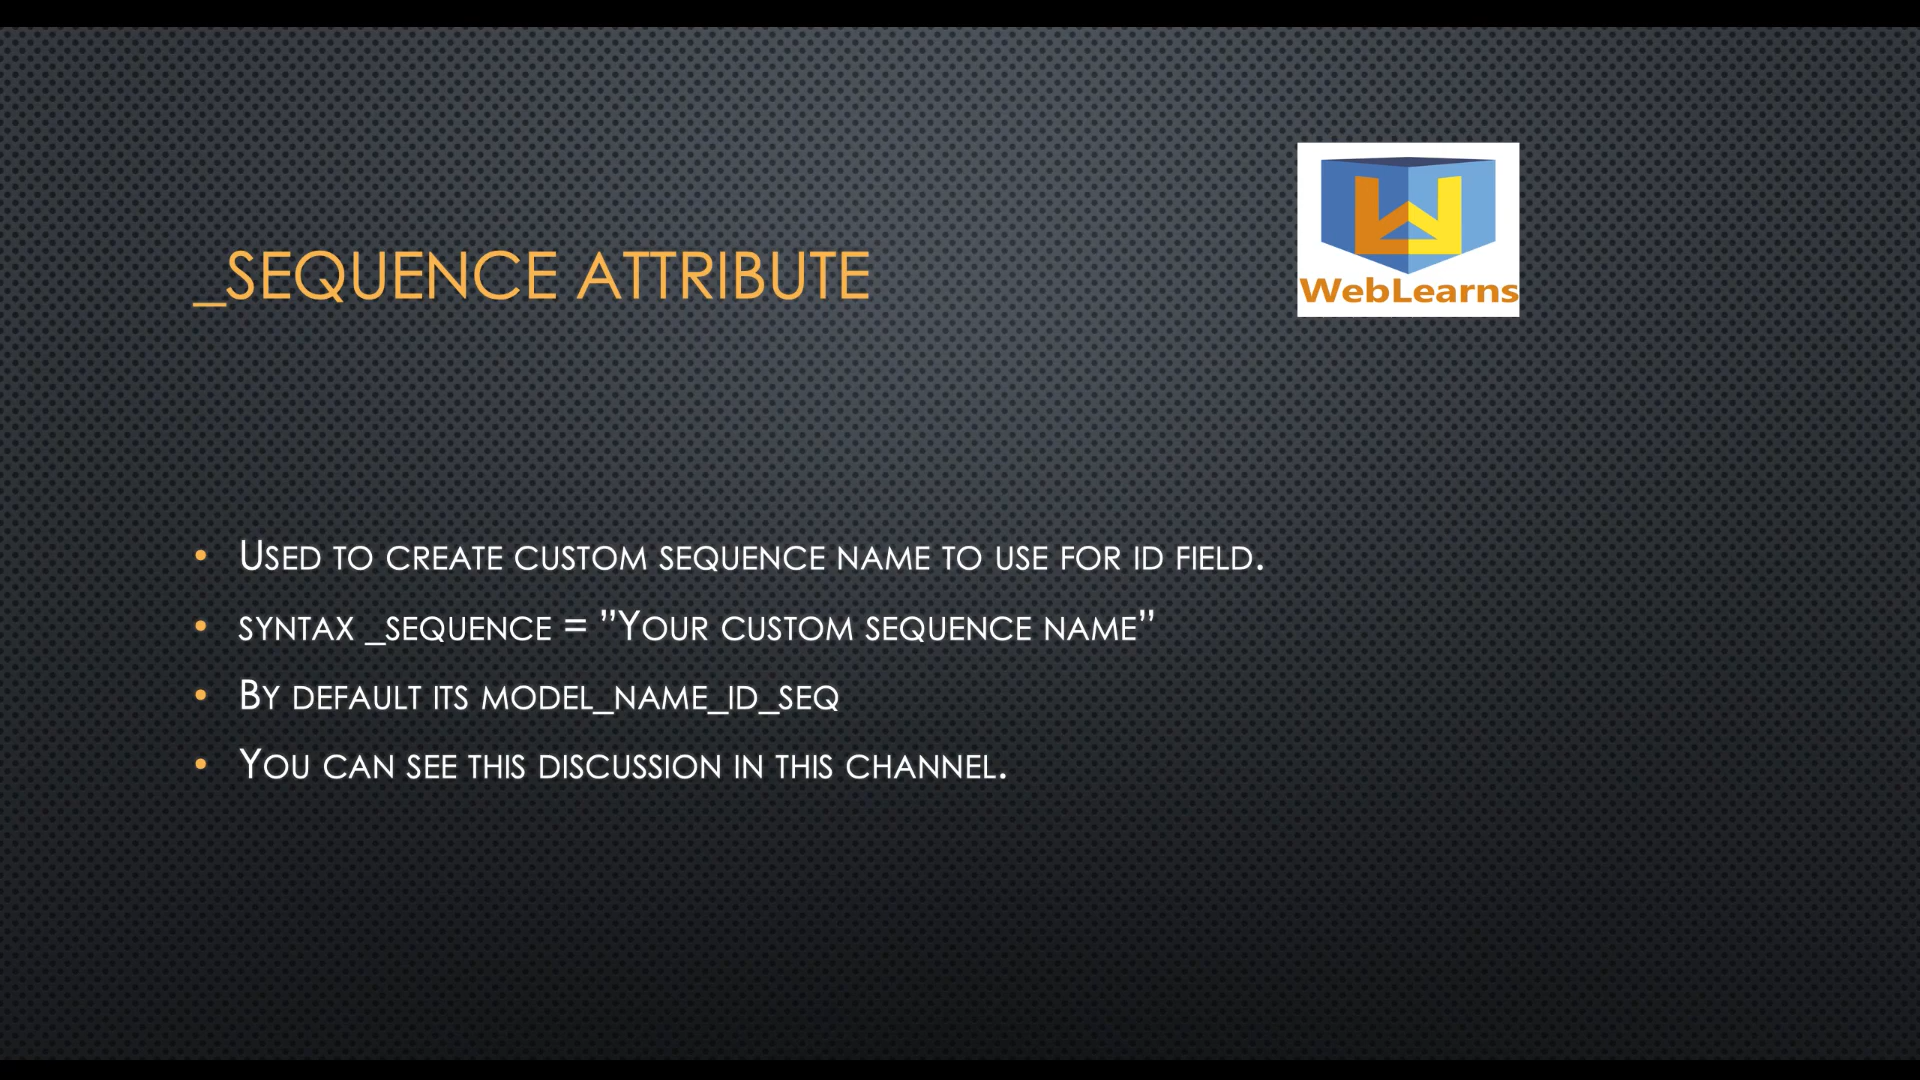 _SEQUENCE ATTRIBUTE
WebLearns
• Used to create custom sequence name to use for id field.
• syntax _sequence = ”Your custom sequence name”
• By default its model_name_id_seq
• You can see this discussion in this channel.